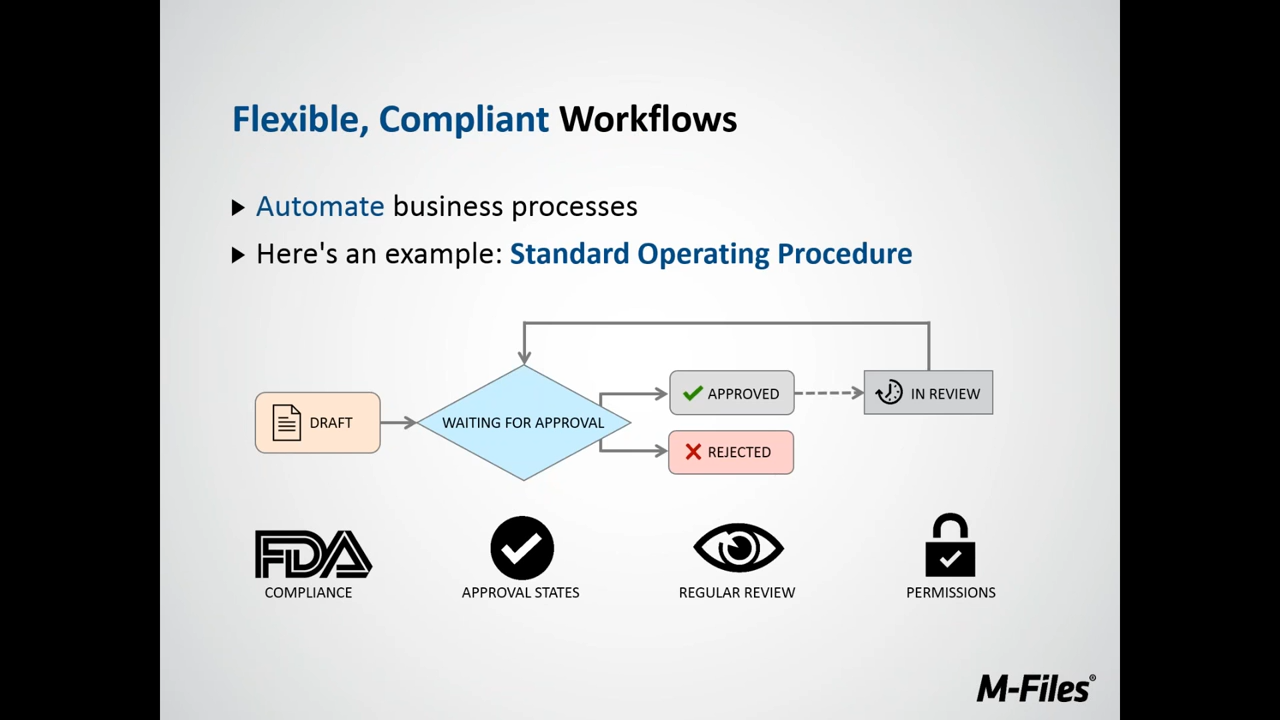 Flexible, Compliant Workflows
Automate business processes
Here's an example: Standard Operating Procedure
DRAFT
WAITING FOR APPROVAL
APPROVED
REJECTED
IN REVIEW
FDA
COMPLIANCE
APPROVAL STATES
REGULAR REVIEW
PERMISSIONS
M-Files®